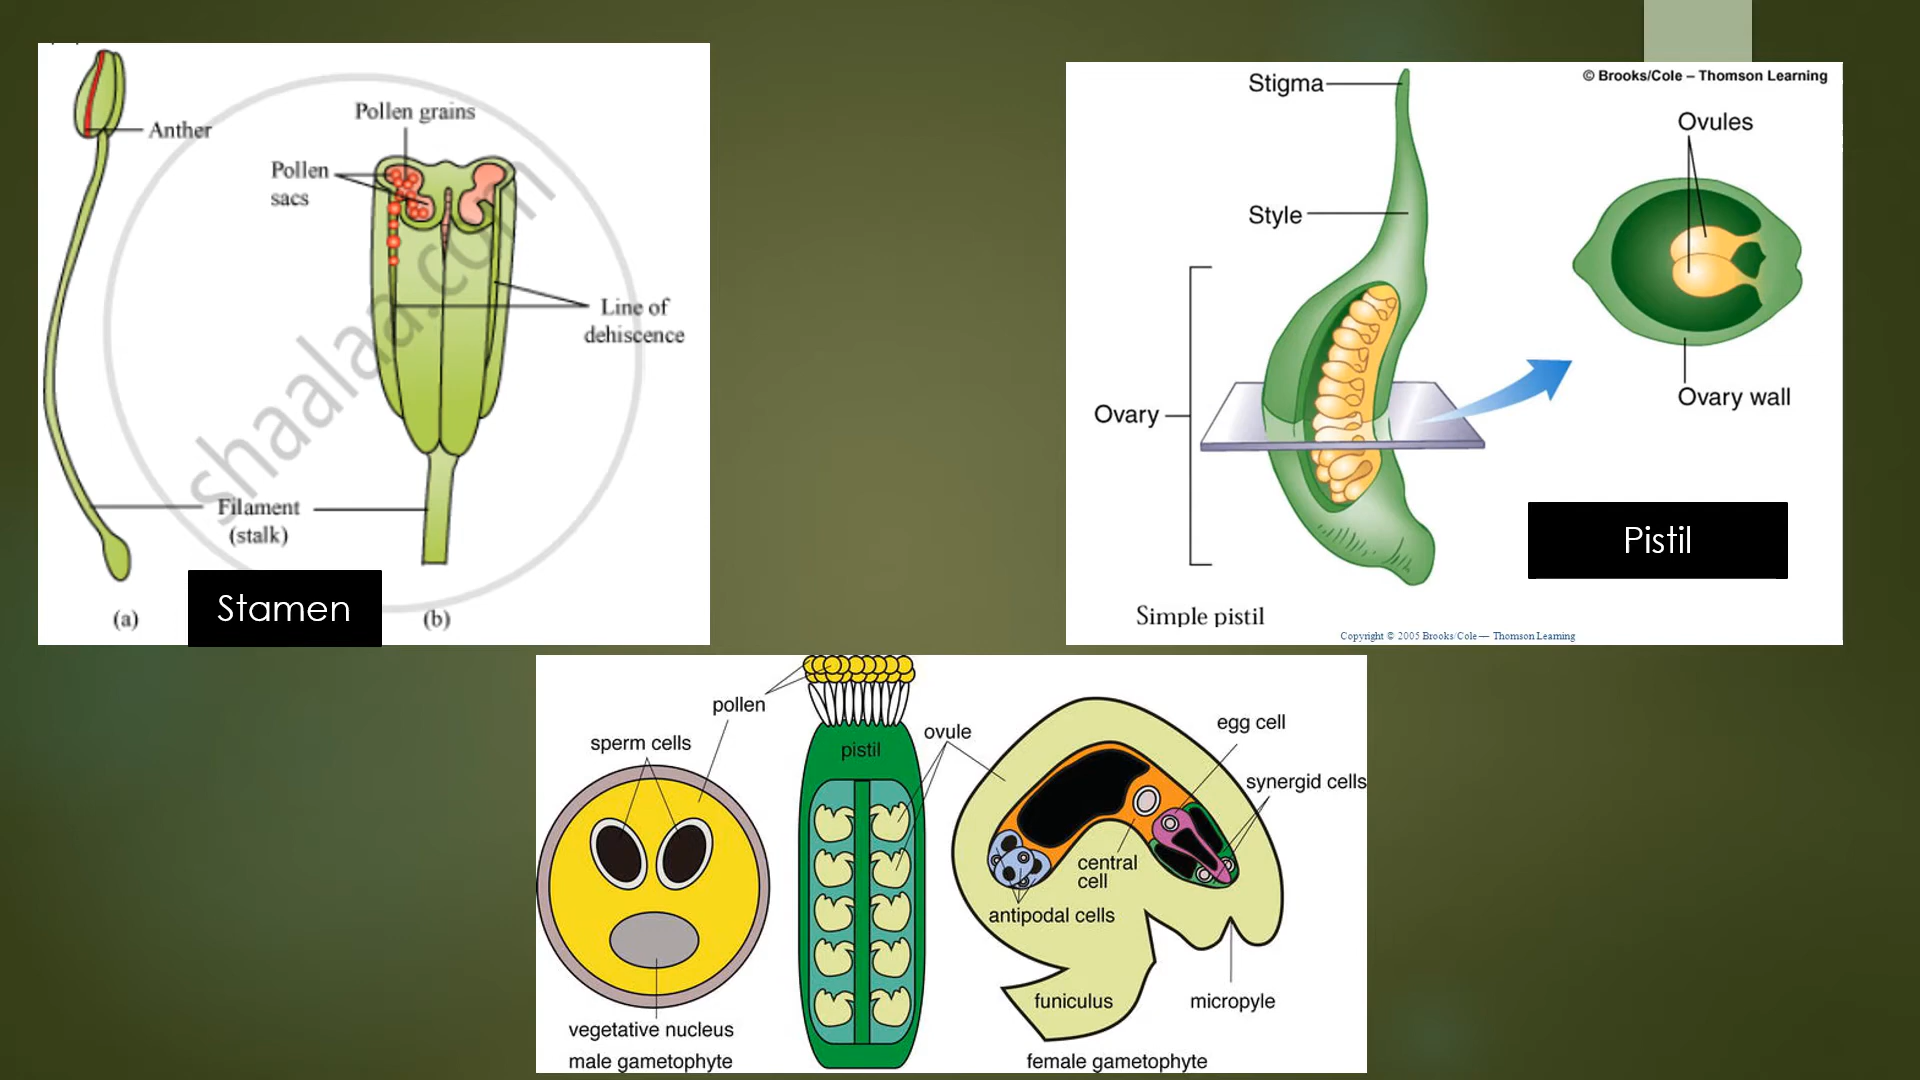 Anther
Pollen grains
Pollen
sacs
Line of
dehiscence
Filament
(stalk)
(a)
Stamen
(b)
shaalaa.com
© Brooks/Cole – Thomson Learning
Stigma
Style
Ovary
Ovules
Ovary wall
Pistil
Simple pistil
Copyright © 2005 Brooks/Cole — Thomson Learning
pollen
sperm cells
pistil
ovule
egg cell
synergid cells
central
cell
antipodal cells
funiculus
micropyle
vegetative nucleus
male gametophyte
female gametophyte